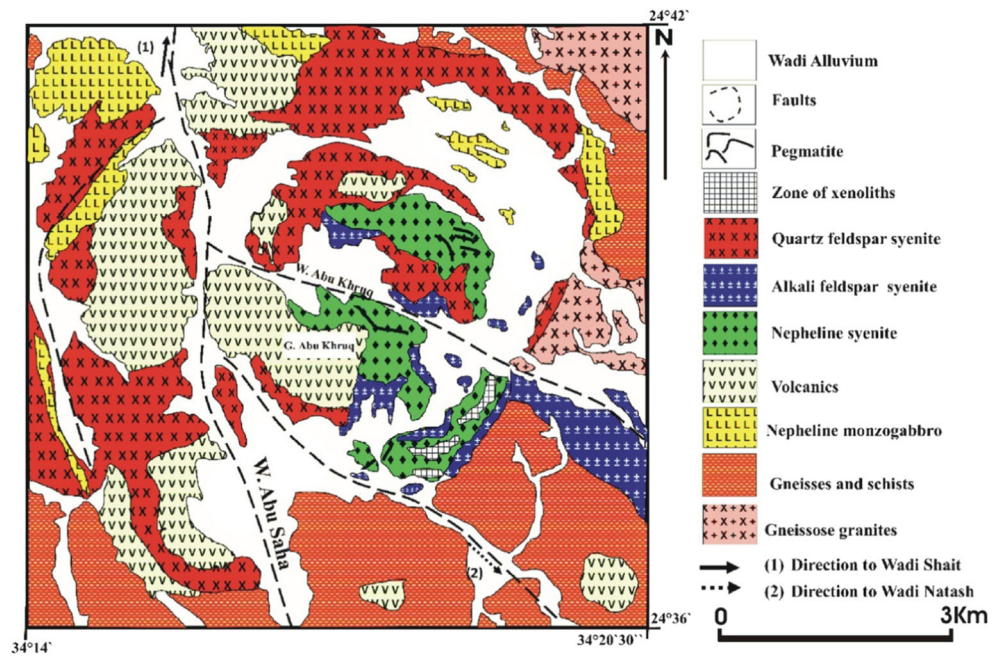 24°42`
N
(1)
W. Abu Khruq
G. Abu Khruq
W. Abu Saha
(2)
24°36`
34°14`
34°20`30``
Wadi Alluvium
Faults
Pegmatite
Zone of xenoliths
Quartz feldspar syenite
Alkali feldspar syenite
Nepheline syenite
Volcanics
Nepheline monzogabbro
Gneisses and schists
Gneissose granites
(1) Direction to Wadi Shait
(2) Direction to Wadi Natash
0 3Km